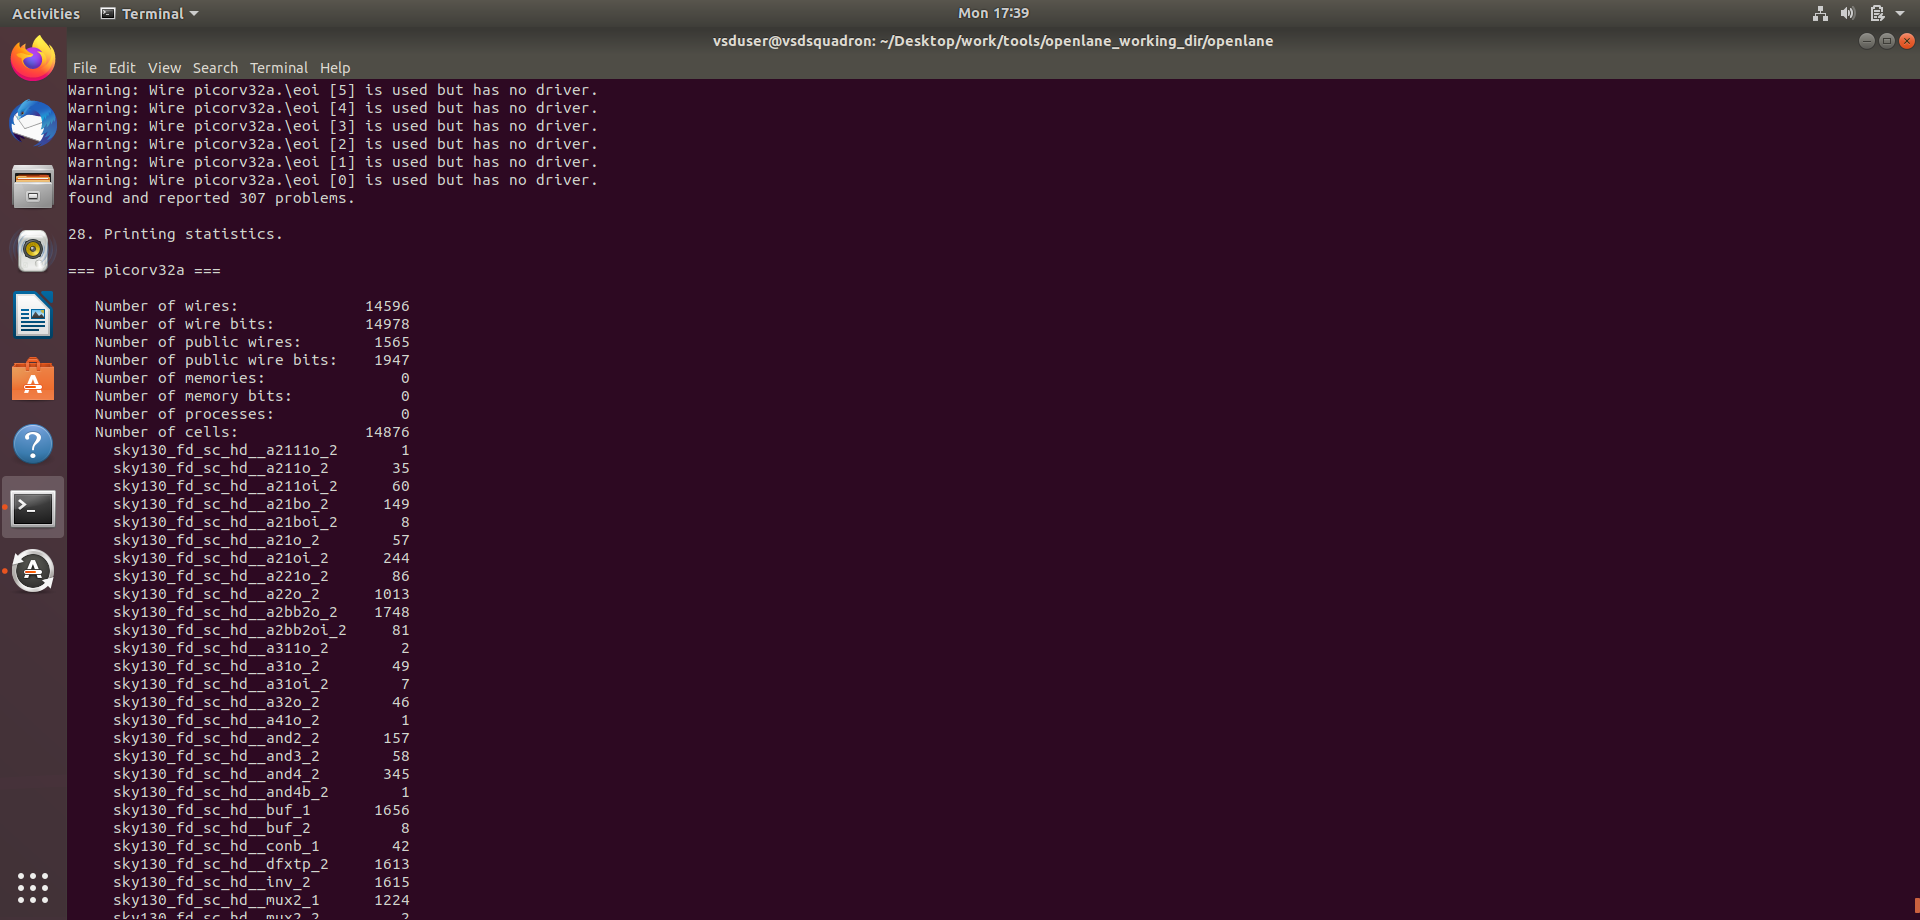 Activities Terminal Mon 17:39
vsduser@vsdsquadron: ~/Desktop/work/tools/openlane_working_dir/openlane
File Edit View Search Terminal Help
Warning: Wire picorv32a.\eoi [5] is used but has no driver.
Warning: Wire picorv32a.\eoi [4] is used but has no driver.
Warning: Wire picorv32a.\eoi [3] is used but has no driver.
Warning: Wire picorv32a.\eoi [2] is used but has no driver.
Warning: Wire picorv32a.\eoi [1] is used but has no driver.
Warning: Wire picorv32a.\eoi [0] is used but has no driver.
found and reported 307 problems.
28. Printing statistics.
=== picorv32a ===
Number of wires: 14596
Number of wire bits: 14978
Number of public wires: 1565
Number of public wire bits: 1947
Number of memories: 0
Number of memory bits: 0
Number of processes: 0
Number of cells: 14876
sky130_fd_sc_hd__a2111o_2 1
sky130_fd_sc_hd__a211o_2 35
sky130_fd_sc_hd__a211oi_2 60
sky130_fd_sc_hd__a21bo_2 149
sky130_fd_sc_hd__a21boi_2 8
sky130_fd_sc_hd__a21o_2 57
sky130_fd_sc_hd__a21oi_2 244
sky130_fd_sc_hd__a221o_2 86
sky130_fd_sc_hd__a22o_2 1013
sky130_fd_sc_hd__a2bb2o_2 1748
sky130_fd_sc_hd__a2bb2oi_2 81
sky130_fd_sc_hd__a311o_2 2
sky130_fd_sc_hd__a31o_2 49
sky130_fd_sc_hd__a31oi_2 7
sky130_fd_sc_hd__a32o_2 46
sky130_fd_sc_hd__a41o_2 1
sky130_fd_sc_hd__and2_2 157
sky130_fd_sc_hd__and3_2 58
sky130_fd_sc_hd__and4_2 345
sky130_fd_sc_hd__and4b_2 1
sky130_fd_sc_hd__buf_1 1656
sky130_fd_sc_hd__buf_2 8
sky130_fd_sc_hd__conb_1 42
sky130_fd_sc_hd__dfxtp_2 1613
sky130_fd_sc_hd__inv_2 1615
sky130_fd_sc_hd__mux2_1 1224
sky130_fd_sc_hd__mux2_2 2